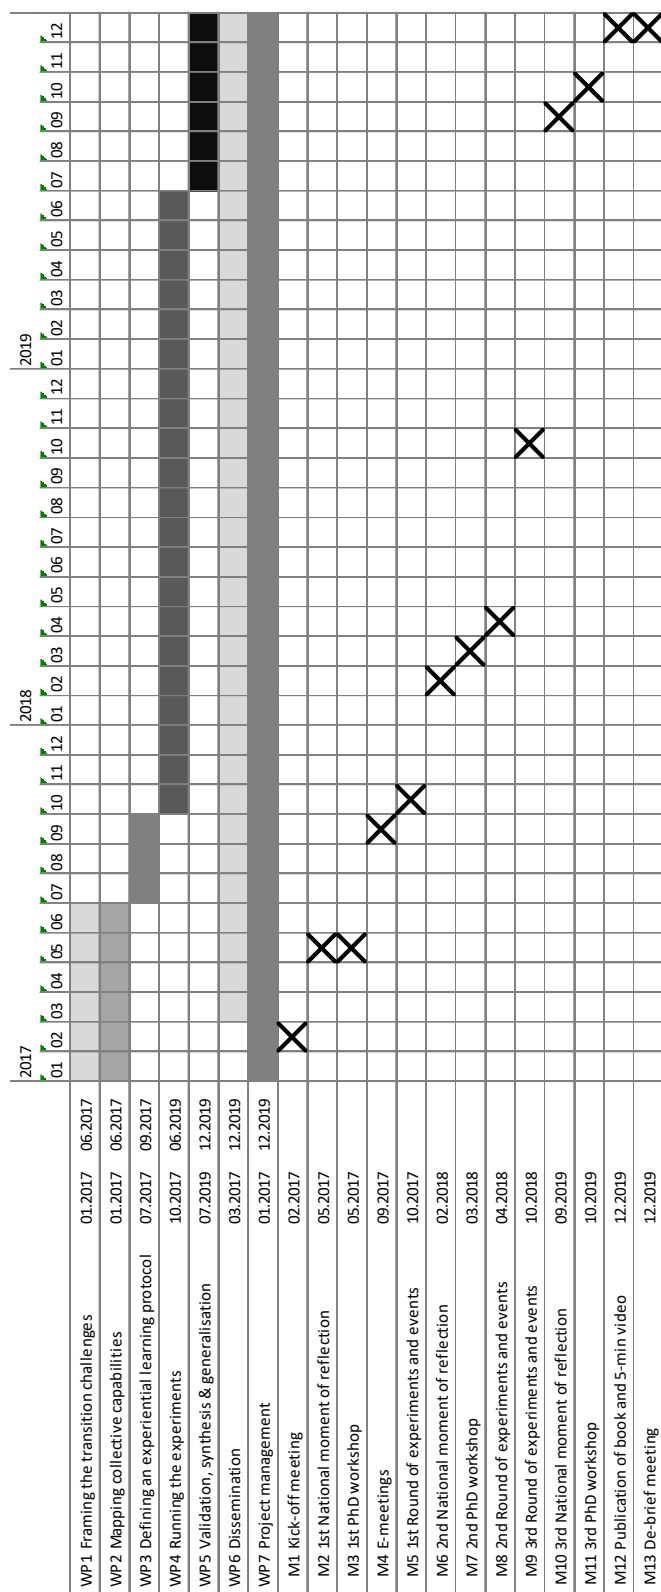 2017 2018 2019
01 02 03 04 05 06 07 08 09 10 11 12 01 02 03 04 05 06 07 08 09 10 11 12 01 02 03 04 05 06 07 08 09 10 11 12
WP1 Framing the transition challenges 01.2017 06.2017
WP2 Mapping collective capabilities 01.2017 06.2017
WP3 Defining an experiential learning protocol 07.2017 09.2017
WP4 Running the experiments 10.2017 06.2019
WP5 Validation, synthesis & generalisation 07.2019 12.2019
WP6 Dissemination 03.2017 12.2019
WP7 Project management 01.2017 12.2019
M1 Kick-off meeting 02.2017
M2 1st National moment of reflection 05.2017
M3 1st PhD workshop 05.2017
M4 E-meetings 09.2017
M5 1st Round of experiments and events 10.2017
M6 2nd National moment of reflection 02.2018
M7 2nd PhD workshop 03.2018
M8 2nd Round of experiments and events 04.2018
M9 3rd Round of experiments and events 10.2018
M10 3rd National moment of reflection 09.2019
M11 3rd PhD workshop 10.2019
M12 Publication of book and 5-min video 12.2019
M13 De-brief meeting 12.2019